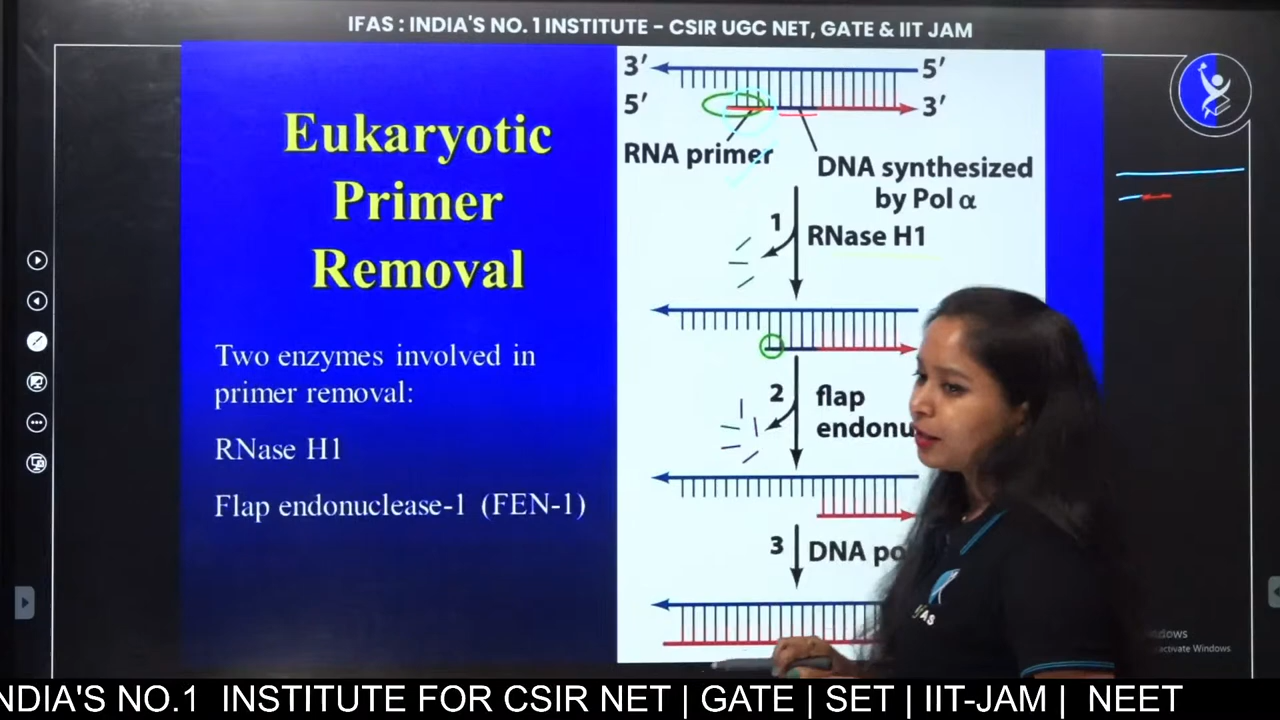 IFAS : INDIA'S NO. 1 INSTITUTE – CSIR UGC NET, GATE & IIT JAM
Eukaryotic
Primer
Removal
Two enzymes involved in
primer removal:
RNase H1
Flap endonuclease-1 (FEN-1)
3′ 5′
5′ 3′
RNA primer
DNA synthesized
by Pol α
1
RNase H1
2
flap
endonu
3
DNA po
IFAS
activate Windows
NDIA'S NO.1 INSTITUTE FOR CSIR NET | GATE | SET | IIT-JAM | NEET